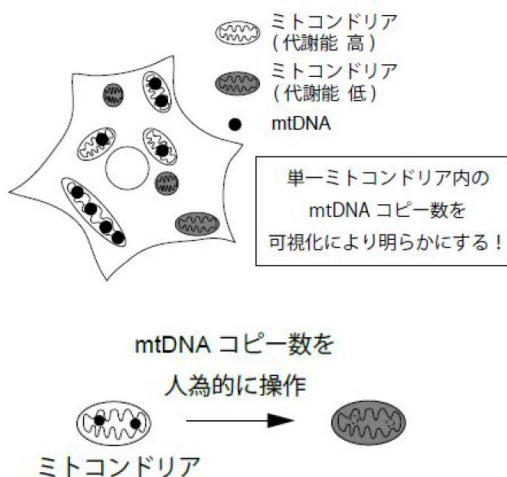 ミトコンドリア
(代謝能 高)
ミトコンドリア
(代謝能 低)
mtDNA
単一ミトコンドリア内の
mtDNA コピー数を
可視化により明らかにする！
mtDNA コピー数を
人為的に操作
ミトコンドリア